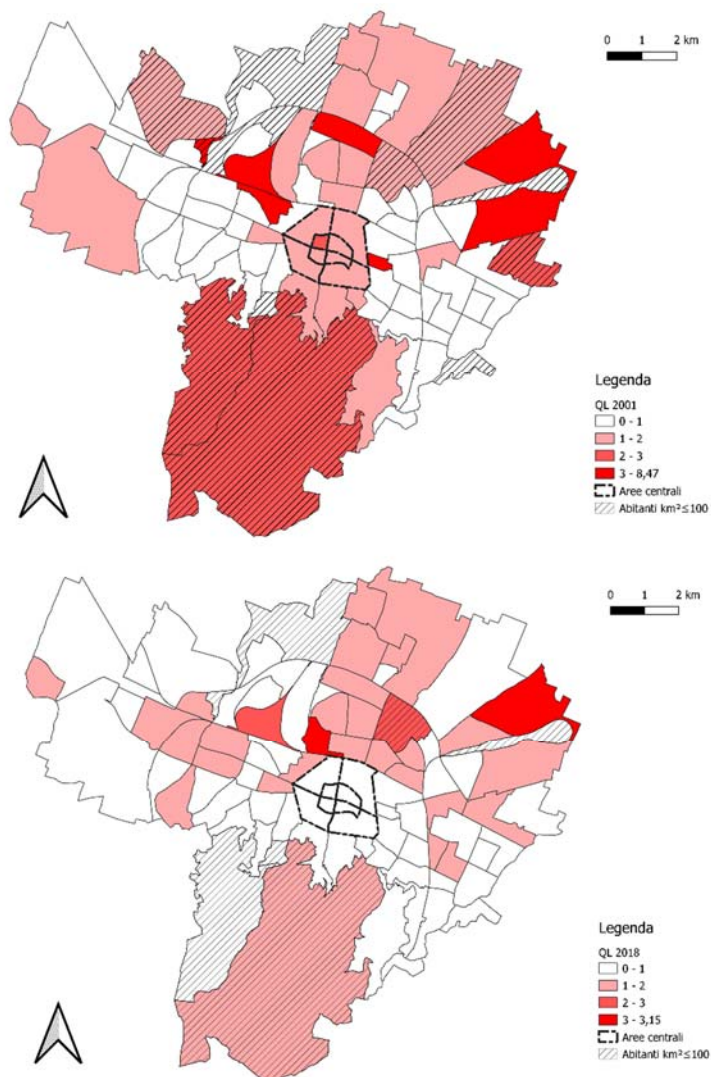 0 1 2 km
Legenda
QL 2001
0 - 1
1 - 2
2 - 3
3 - 8,47
Aree centrali
Abitanti km²≤100
0 1 2 km
Legenda
QL 2018
0 - 1
1 - 2
2 - 3
3 - 3,15
Aree centrali
Abitanti km²≤100